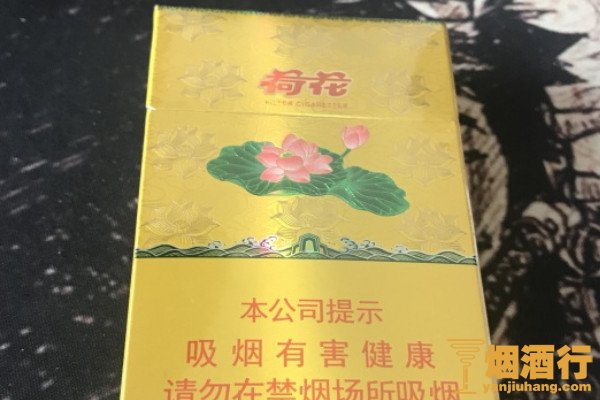 荷花
FILTER CIGARETTES
本公司提示
吸烟有害健康
请勿在禁烟场所吸烟
烟酒行
yanjiuhang.com